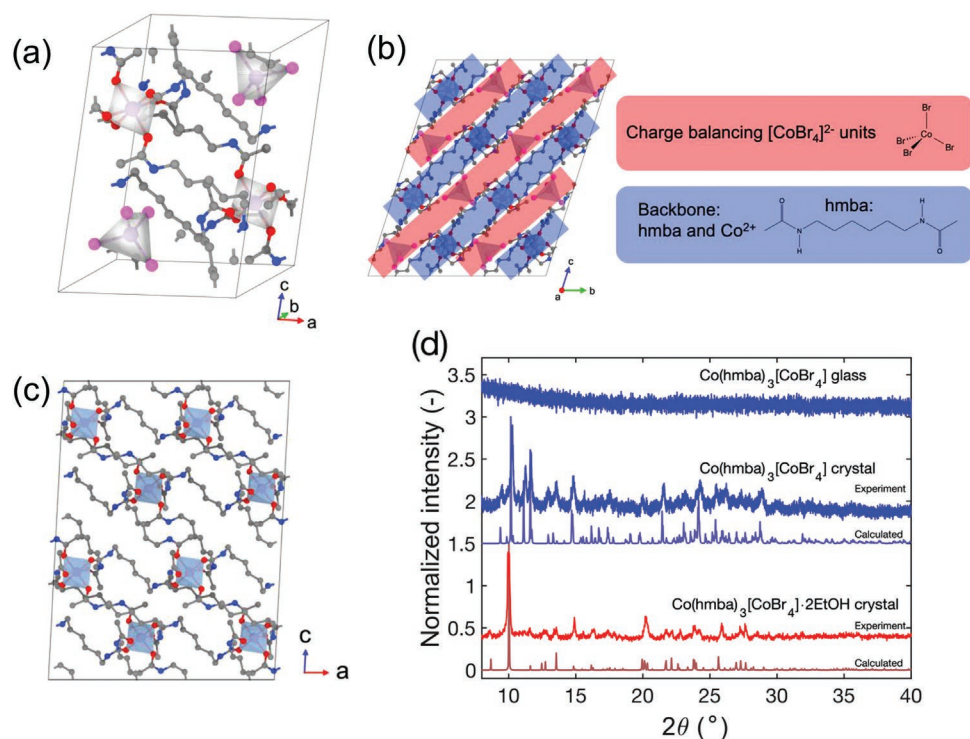 (a)
c
b
a
(b)
c
a
b
Charge balancing [CoBr₄]²⁻ units
Br
Co
Br
Br
Br
Backbone:
hmba and Co²⁺
hmba:
O
N
H
H
N
O
(c)
c
a
(d)
Normalized intensity (-)
3.5
3
2.5
2
1.5
1
0.5
0
Co(hmba)₃[CoBr₄] glass
Co(hmba)₃[CoBr₄] crystal
Experiment
Calculated
Co(hmba)₃[CoBr₄]·2EtOH crystal
Experiment
Calculated
10 15 20 25 30 35 40
2θ (°)